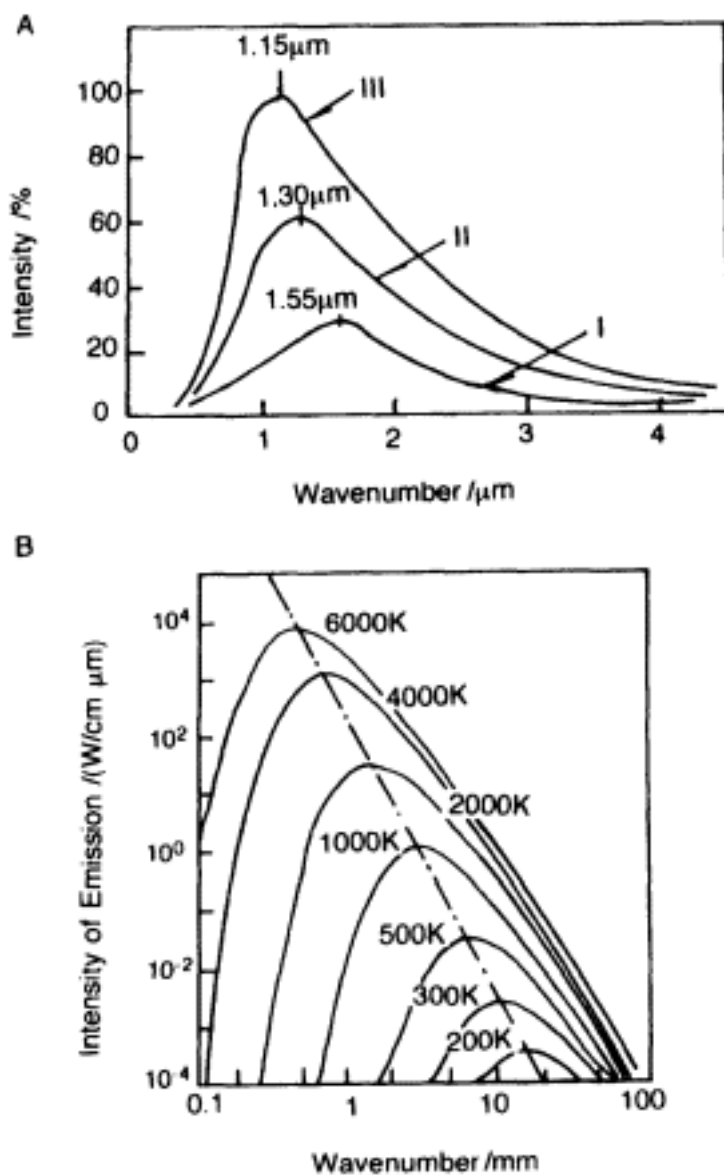 A
1.15μm
III
100
80
1.30μm
60
II
40
1.55μm
I
20
0
0 1 2 3 4
Intensity /%
Wavenumber /μm
B
10⁴
6000K
4000K
10²
2000K
1000K
10⁰
500K
10⁻²
300K
200K
10⁻⁴
0.1 1 10 100
Intensity of Emission /(W/cm μm)
Wavenumber /mm